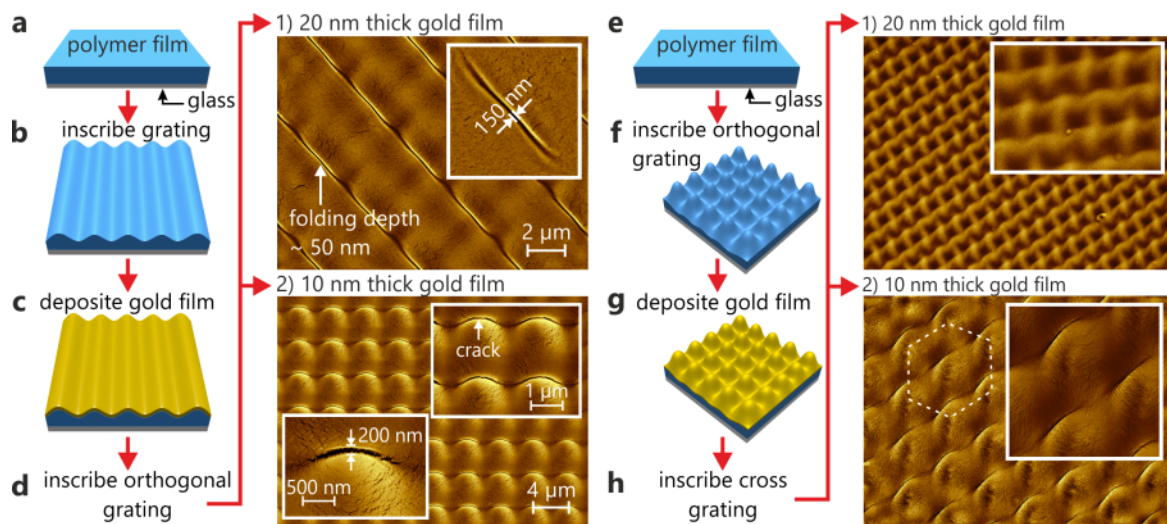 a
polymer film
glass
b
inscribe grating
c
deposite gold film
d
inscribe orthogonal
grating
1) 20 nm thick gold film
150 nm
folding depth
~ 50 nm
2 μm
2) 10 nm thick gold film
crack
1 μm
200 nm
500 nm
4 μm
e
polymer film
glass
f
inscribe orthogonal
grating
g
deposite gold film
h
inscribe cross
grating
1) 20 nm thick gold film
2) 10 nm thick gold film